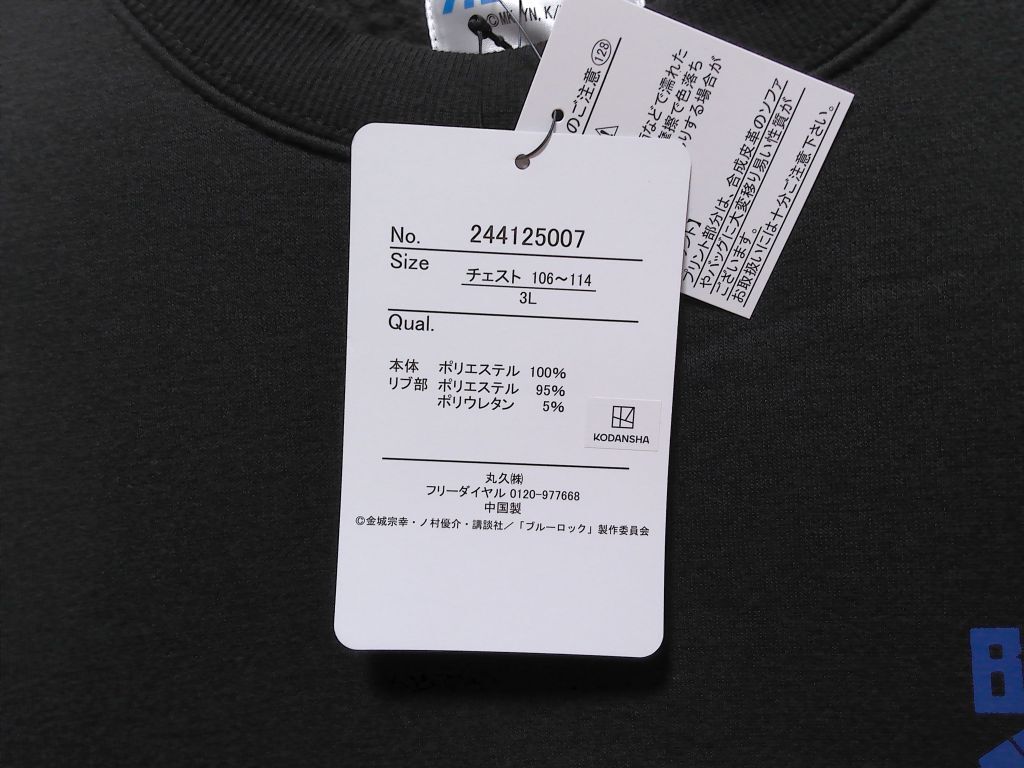 ©MK, YN, K/
のご注意 128
などで濡れた
擦で色落ち
りする場合が
プリント部分は、合成皮革のソファ
やバッグに大変移り易い性質が
ございます。
お取扱いには十分ご注意下さい。
No. 244125007
Size チェスト 106～114
3L
Qual.
本体 ポリエステル 100%
リブ部 ポリエステル 95%
ポリウレタン 5%
KODANSHA
丸久㈱
フリーダイヤル 0120-977668
中国製
©金城宗幸・ノ村優介・講談社／「ブルーロック」製作委員会
B